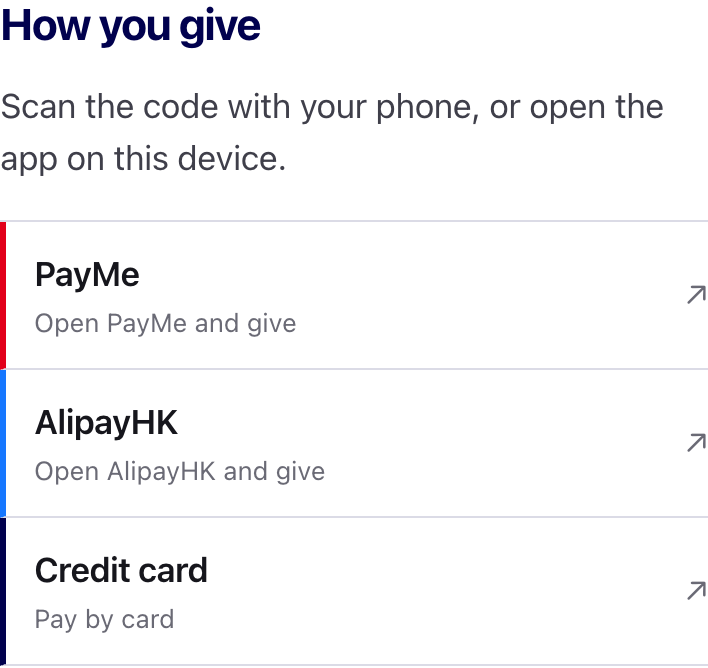 How you give
Scan the code with your phone, or open the
app on this device.
PayMe
Open PayMe and give
AlipayHK
Open AlipayHK and give
Credit card
Pay by card